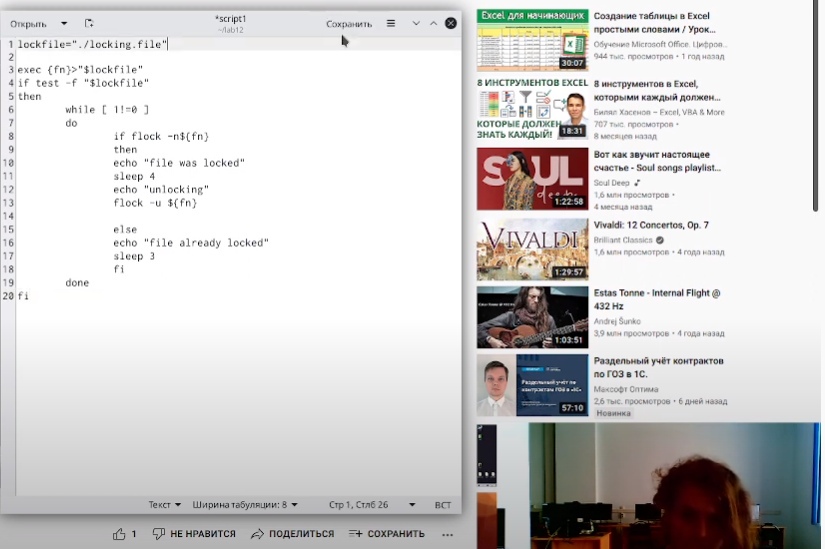 Открыть
*script1
~/lab12
Сохранить
1 lockfile="./locking.file"
2
3 exec {fn}>"$lockfile"
4 if test -f "$lockfile"
5 then
6 while [ 1!=0 ]
7 do
8 if flock -n${fn}
9 then
10 echo "file was locked"
11 sleep 4
12 echo "unlocking"
13 flock -u ${fn}
14
15 else
16 echo "file already locked"
17 sleep 3
18 fi
19 done
20 fi
Текст
Ширина табуляции: 8
Стр 1, Стлб 26
ВСТ
1
НЕ НРАВИТСЯ
ПОДЕЛИТЬСЯ
СОХРАНИТЬ
Excel для начинающих
30:07
Создание таблицы в Excel
простыми словами / Урок...
Обучение Microsoft Office. Цифров...
944 тыс. просмотров • 1 год назад
8 ИНСТРУМЕНТОВ EXCEL
КОТОРЫЕ ДОЛЖЕН
ЗНАТЬ КАЖДЫЙ!
18:31
8 инструментов в Excel,
которыми каждый должен...
Билял Хасенов – Excel, VBA & More
707 тыс. просмотров •
8 месяцев назад
SOUL
deep
1:22:58
Вот как звучит настоящее
счастье - Soul songs playlist...
Soul Deep
1,6 млн просмотров •
4 месяца назад
VIVALDI
1:29:57
Vivaldi: 12 Concertos, Op. 7
Brilliant Classics
1,6 млн просмотров • 4 года назад
1:03:51
Estas Tonne - Internal Flight @
432 Hz
Andrej Šunko
3,9 млн просмотров • 4 года назад
Раздельный учёт по
контрактам ГОЗ в «1С»
57:10
Раздельный учёт контрактов
по ГОЗ в 1С.
Максофт Оптима
2,6 тыс. просмотров • 6 дней назад
Новинка